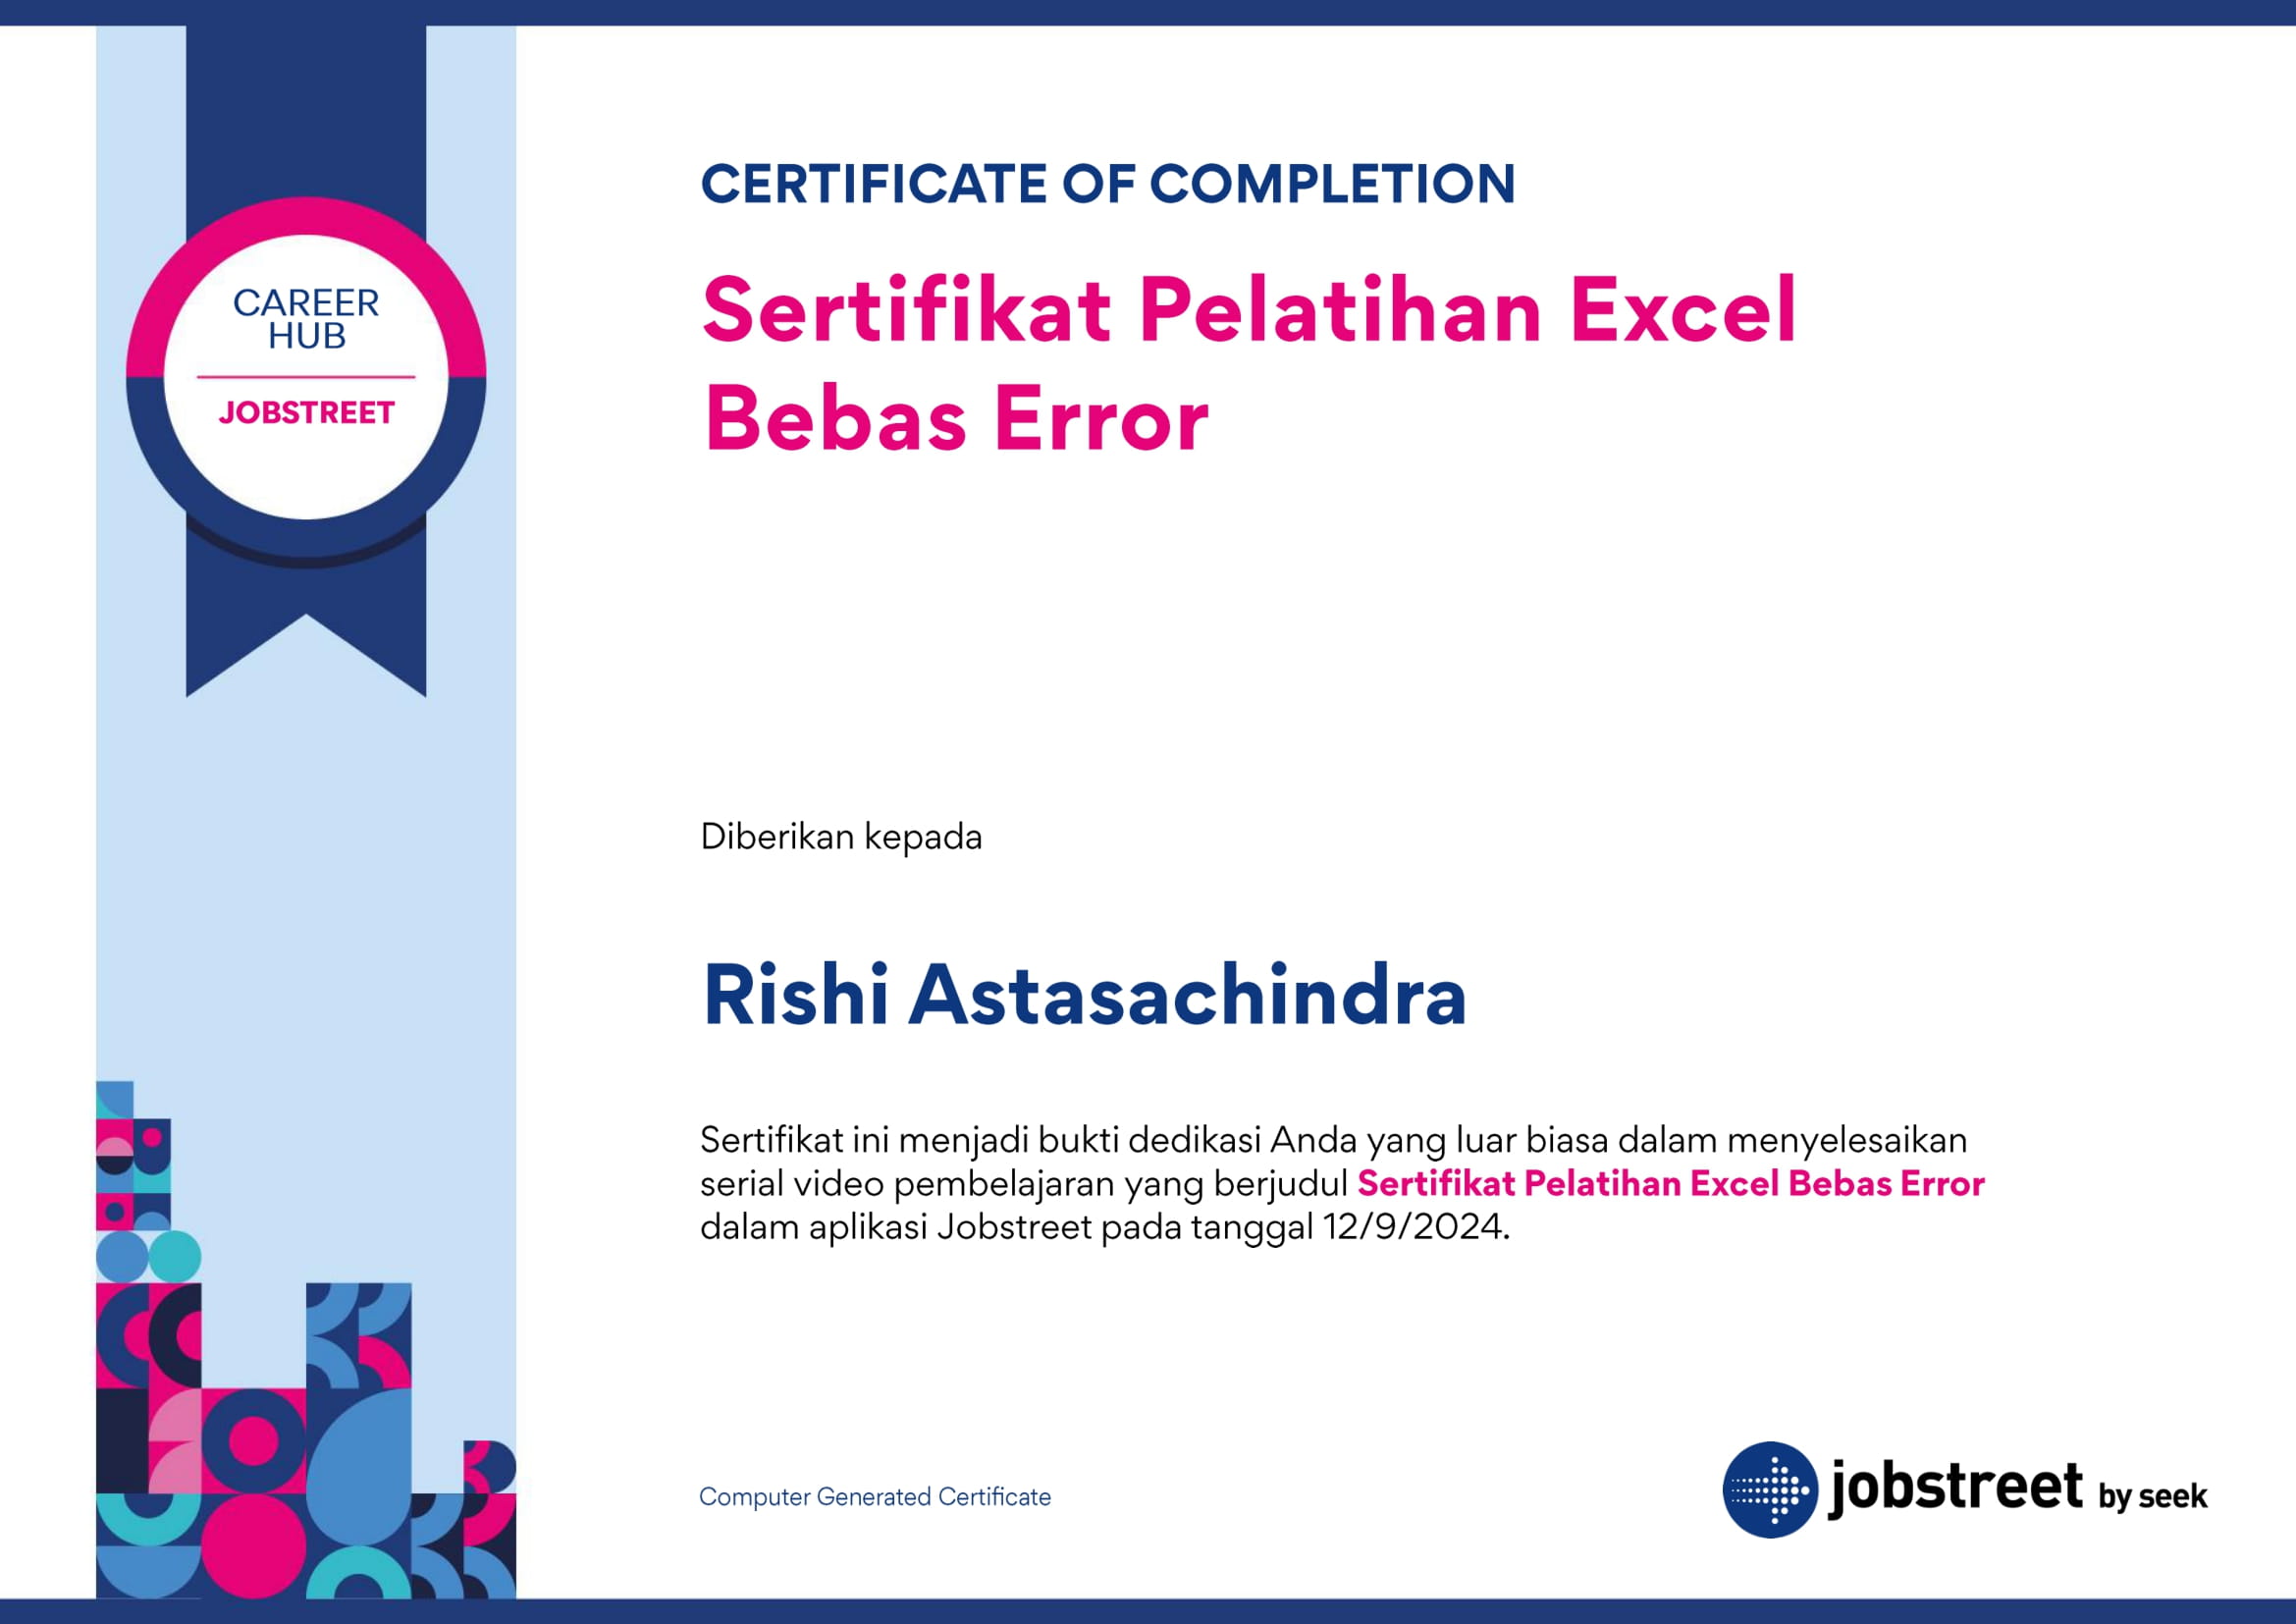 CAREER
HUB
JOBSTREET
CERTIFICATE OF COMPLETION
Sertifikat Pelatihan Excel
Bebas Error
Diberikan kepada
Rishi Astasachindra
Sertifikat ini menjadi bukti dedikasi Anda yang luar biasa dalam menyelesaikan
serial video pembelajaran yang berjudul Sertifikat Pelatihan Excel Bebas Error
dalam aplikasi Jobstreet pada tanggal 12/9/2024.
Computer Generated Certificate
jobstreet by seek